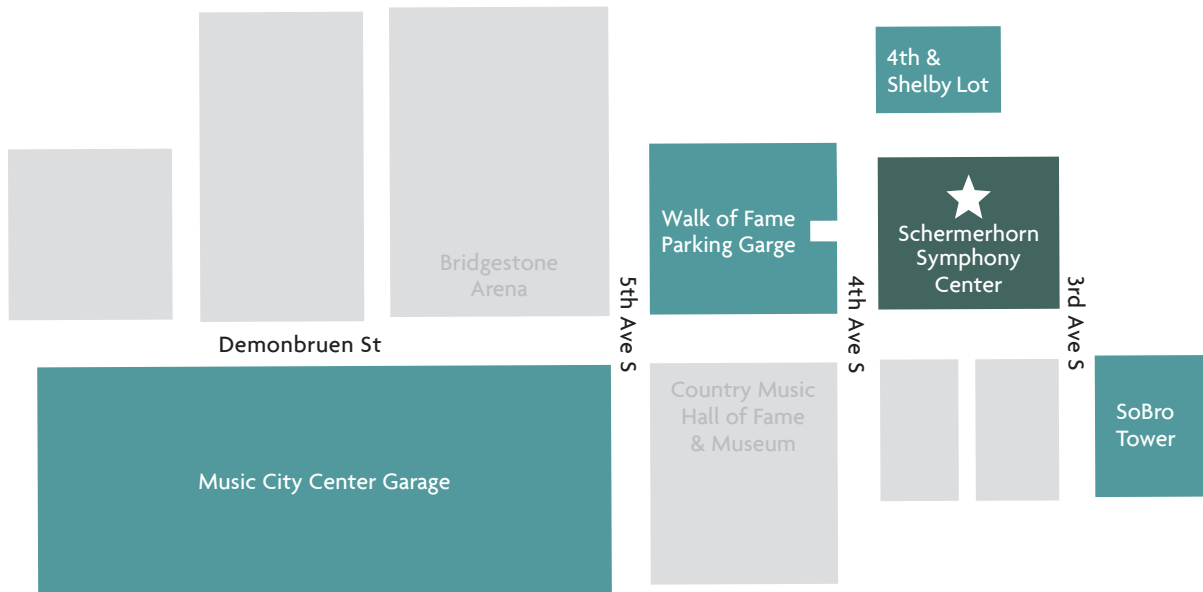 4th &
Shelby Lot
Walk of Fame
Parking Garge
Schermerhorn
Symphony
Center
Bridgestone
Arena
5th Ave S
4th Ave S
3rd Ave S
Demonbruen St
Country Music
Hall of Fame
& Museum
SoBro
Tower
Music City Center Garage